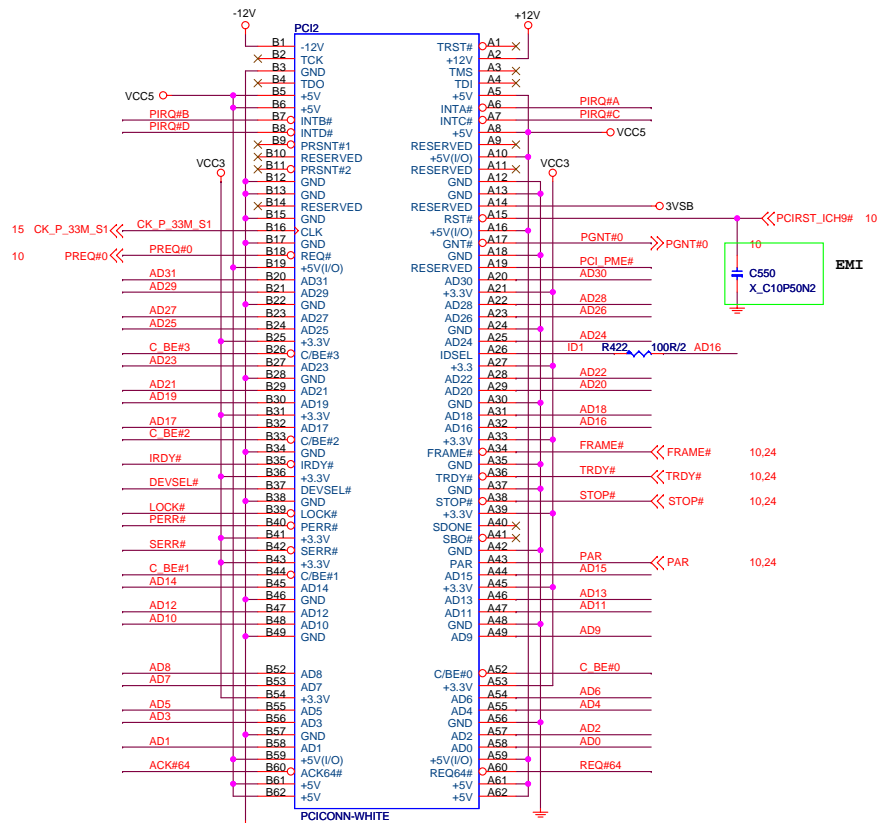 -12V
+12V
PCI2
B1 -12V TRST# A1
B2 TCK +12V A2
B3 GND TMS A3
B4 TDO TDI A4
VCC5 B5 +5V +5V A5
B6 +5V INTA# A6 PIRQ#A
PIRQ#B B7 INTB# INTC# A7 PIRQ#C
PIRQ#D B8 INTD# +5V A8 VCC5
B9 PRSNT#1 RESERVED A9
B10 RESERVED +5V(I/O) A10
B11 PRSNT#2 RESERVED A11
VCC3 VCC3
B12 GND GND A12
B13 GND GND A13
B14 RESERVED RESERVED A14 3VSB
B15 GND RST# A15 PCIRST_ICH9# 10
15 CK_P_33M_S1 CK_P_33M_S1 B16 CLK +5V(I/O) A16
B17 GND GNT# A17 PGNT#0 PGNT#0 10
10 PREQ#0 PREQ#0 B18 REQ# GND A18
B19 +5V(I/O) RESERVED A19 PCI_PME#
EMI
C550
X_C10P50N2
AD31 B20 AD31 AD30 A20 AD30
AD29 B21 AD29 +3.3V A21
B22 GND AD28 A22 AD28
AD27 B23 AD27 AD26 A23 AD26
AD25 B24 AD25 GND A24
B25 +3.3V AD24 A25 AD24
C_BE#3 B26 C/BE#3 IDSEL A26 ID1 R422 100R/2 AD16
AD23 B27 AD23 +3.3 A27
B28 GND AD22 A28 AD22
AD21 B29 AD21 AD20 A29 AD20
AD19 B30 AD19 GND A30
B31 +3.3V AD18 A31 AD18
AD17 B32 AD17 AD16 A32 AD16
C_BE#2 B33 C/BE#2 +3.3V A33
B34 GND FRAME# A34 FRAME# FRAME# 10,24
IRDY# B35 IRDY# GND A35
B36 +3.3V TRDY# A36 TRDY# TRDY# 10,24
DEVSEL# B37 DEVSEL# GND A37
B38 GND STOP# A38 STOP# STOP# 10,24
LOCK# B39 LOCK# +3.3V A39
PERR# B40 PERR# SDONE A40
B41 +3.3V SBO# A41
SERR# B42 SERR# GND A42
B43 +3.3V PAR A43 PAR PAR 10,24
C_BE#1 B44 C/BE#1 AD15 A44 AD15
AD14 B45 AD14 +3.3V A45
B46 GND AD13 A46 AD13
AD12 B47 AD12 AD11 A47 AD11
AD10 B48 AD10 GND A48
B49 GND AD9 A49 AD9
AD8 B52 AD8 C/BE#0 A52 C_BE#0
AD7 B53 AD7 +3.3V A53
B54 +3.3V AD6 A54 AD6
AD5 B55 AD5 AD4 A55 AD4
AD3 B56 AD3 GND A56
B57 GND AD2 A57 AD2
AD1 B58 AD1 AD0 A58 AD0
B59 +5V(I/O) +5V(I/O) A59
ACK#64 B60 ACK64# REQ64# A60 REQ#64
B61 +5V +5V A61
B62 +5V +5V A62
PCICONN-WHITE